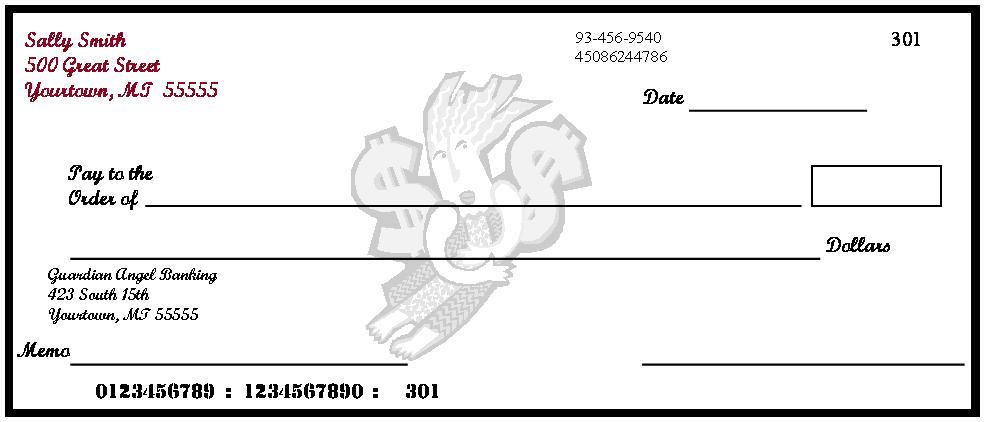 Sally Smith
500 Great Street
Yourtown, MT 55555
93-456-9540
45086244786
301
Date
Pay to the
Order of
Dollars
Guardian Angel Banking
423 South 15th
Yourtown, MT 55555
Memo
0123456789 : 1234567890 : 301